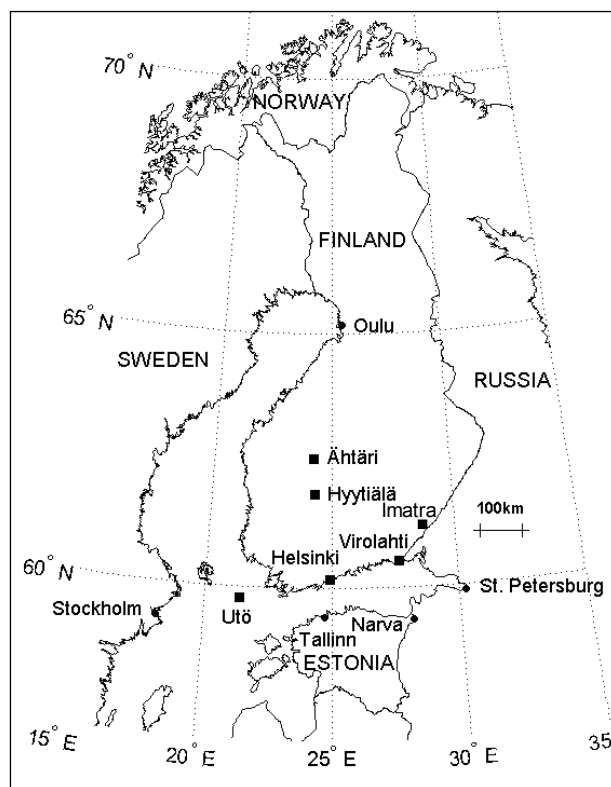 70° N
NORWAY
FINLAND
65° N
Oulu
SWEDEN
RUSSIA
Ähtäri
Hyytiälä
Imatra
100km
Virolahti
Helsinki
60° N
St. Petersburg
Stockholm
Utö
Narva
Tallinn
ESTONIA
15° E
20° E
25° E
30° E
35